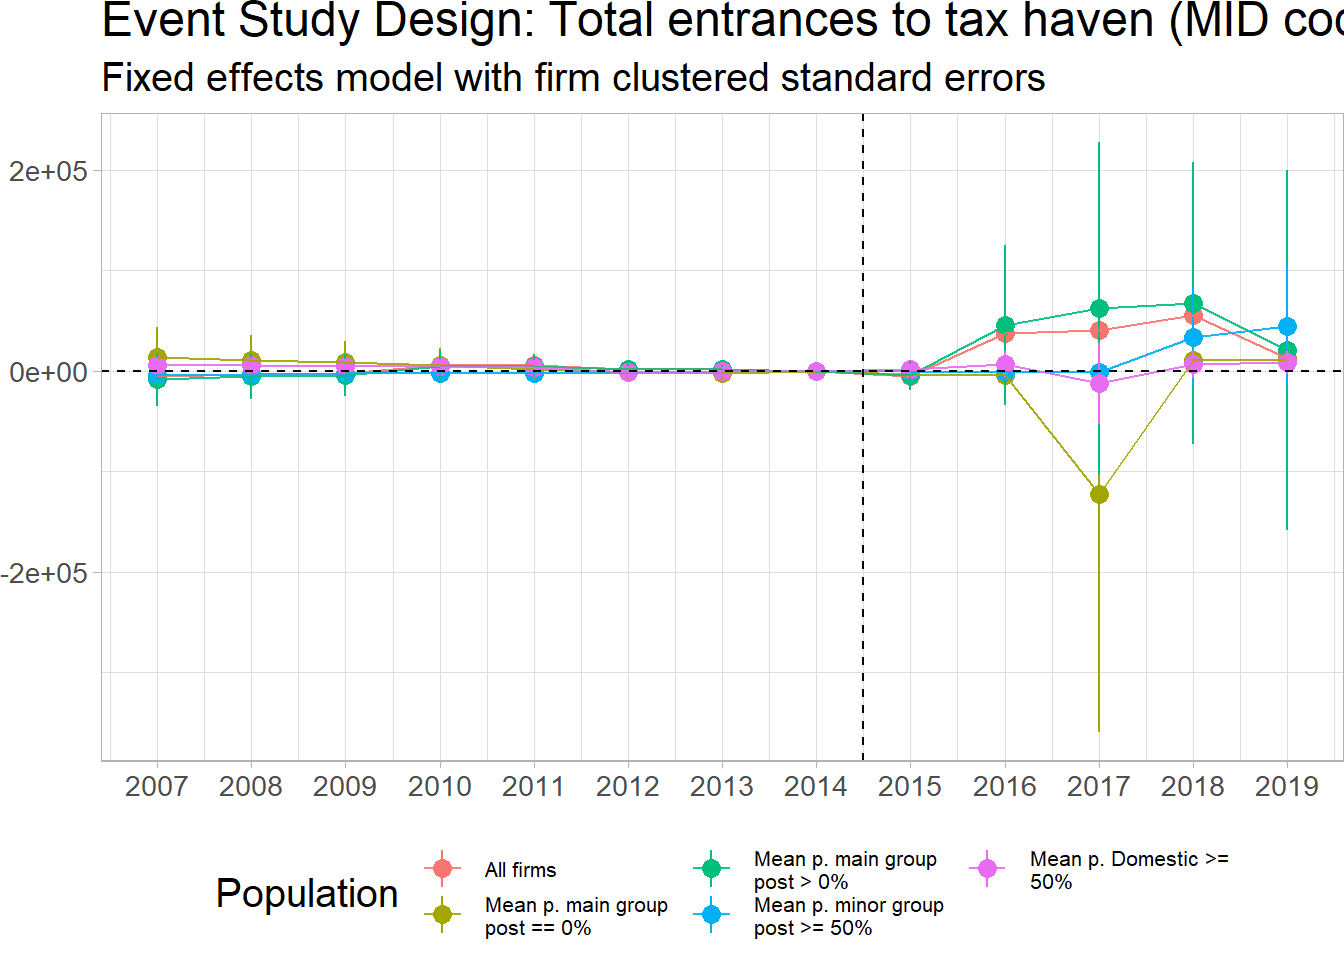 Event Study Design: Total entrances to tax haven (MID
Fixed effects model with firm clustered standard errors
2e+05
0e+00
-2e+05
2007 2008 2009 2010 2011 2012 2013 2014 2015 2016 2017 2018 2019
Population
All firms
Mean p. main group
post == 0%
Mean p. main group
post > 0%
Mean p. minor group
post >= 50%
Mean p. Domestic >=
50%